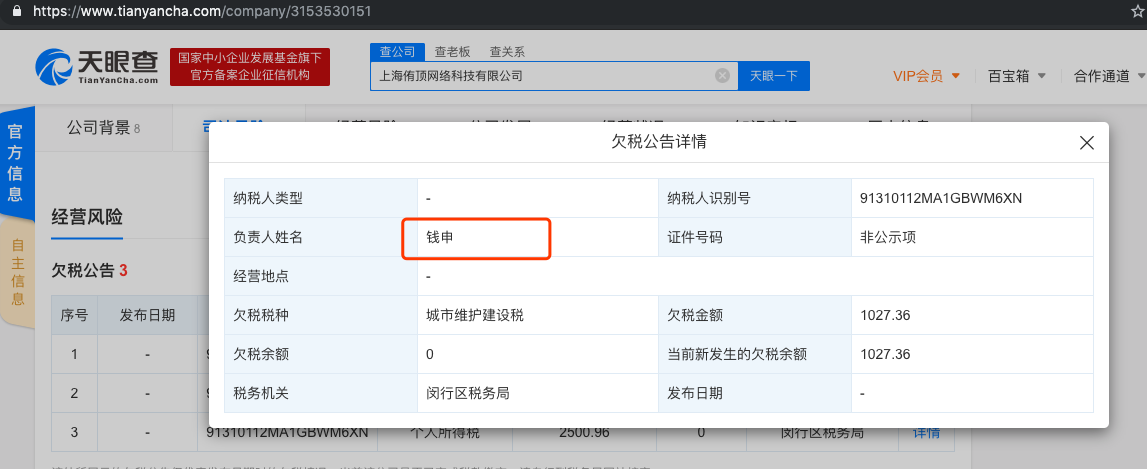 https://www.tianyancha.com/company/3153530151
天眼查
TianYanCha.com
国家中小企业发展基金旗下
官方备案企业征信机构
查公司 查老板 查关系
上海侑顶网络科技有限公司
天眼一下
VIP会员 百宝箱 合作通道
官方信息
自主信息
公司背景 8
欠税公告详情
纳税人类型 - 纳税人识别号 91310112MA1GBWM6XN
负责人姓名 钱申 证件号码 非公示项
经营地点 -
欠税税种 城市维护建设税 欠税金额 1027.36
欠税余额 0 当前新发生的欠税余额 1027.36
税务机关 闵行区税务局 发布日期 -
经营风险
欠税公告 3
序号 发布日期
1 -
2 -
3 - 91310112MA1GBWM6XN 个人所得税 2500.96 0 闵行区税务局 详情